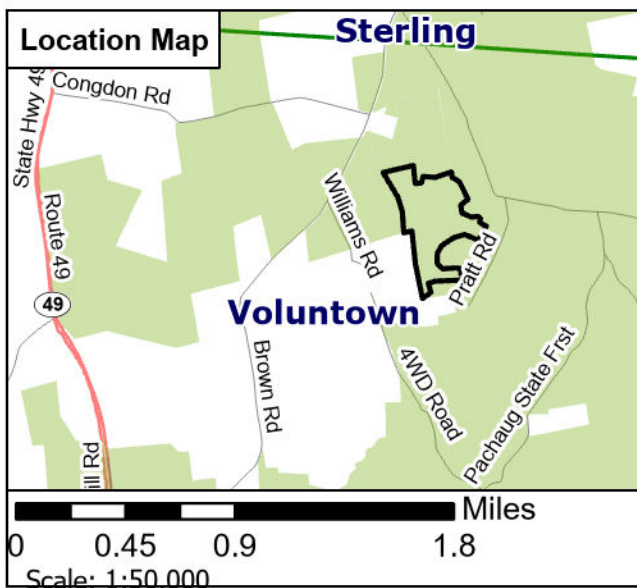 Location Map
Sterling
Congdon Rd
State Hwy 49
Route 49
Williams Rd
Pratt Rd
49
Voluntown
Brown Rd
4WD Road
Pachaug State Frst
ill Rd
Miles
0 0.45 0.9 1.8
Scale: 1:50,000